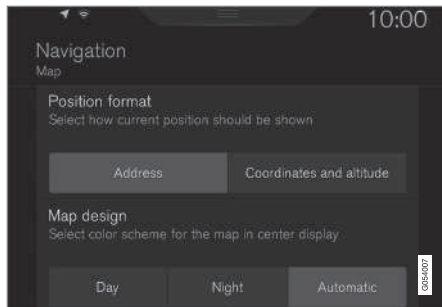 10:00
Navigation
Map
Position format
Select how current position should be shown
Address
Coordinates and altitude
Map design
Select color scheme for the map in center display
Day
Night
Automatic
G054007